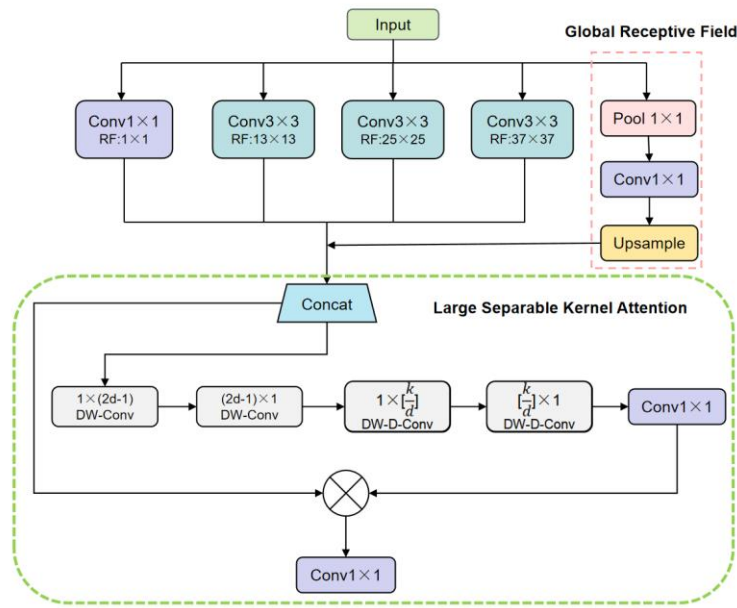 Input
Global Receptive Field
Conv1×1
RF:1×1
Conv3×3
RF:13×13
Conv3×3
RF:25×25
Conv3×3
RF:37×37
Pool 1×1
Conv1×1
Upsample
Concat
Large Separable Kernel Attention
1×(2d-1)
DW-Conv
(2d-1)×1
DW-Conv
1×[k/d]
DW-D-Conv
[k/d]×1
DW-D-Conv
Conv1×1
Conv1×1